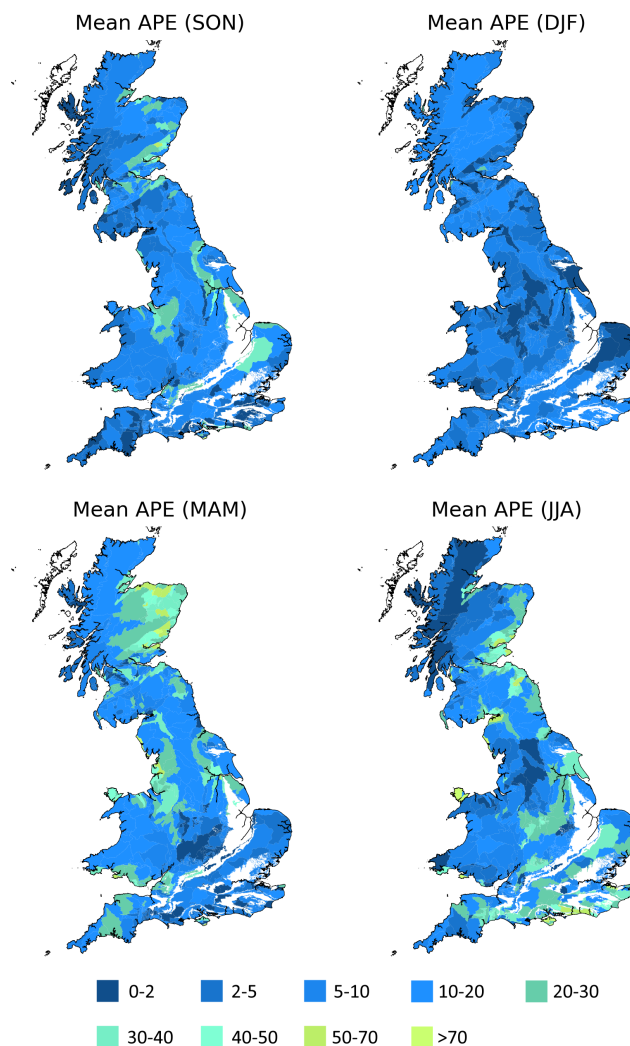 Mean APE (SON)
Mean APE (DJF)
Mean APE (MAM)
Mean APE (JJA)
0-2
2-5
5-10
10-20
20-30
30-40
40-50
50-70
>70